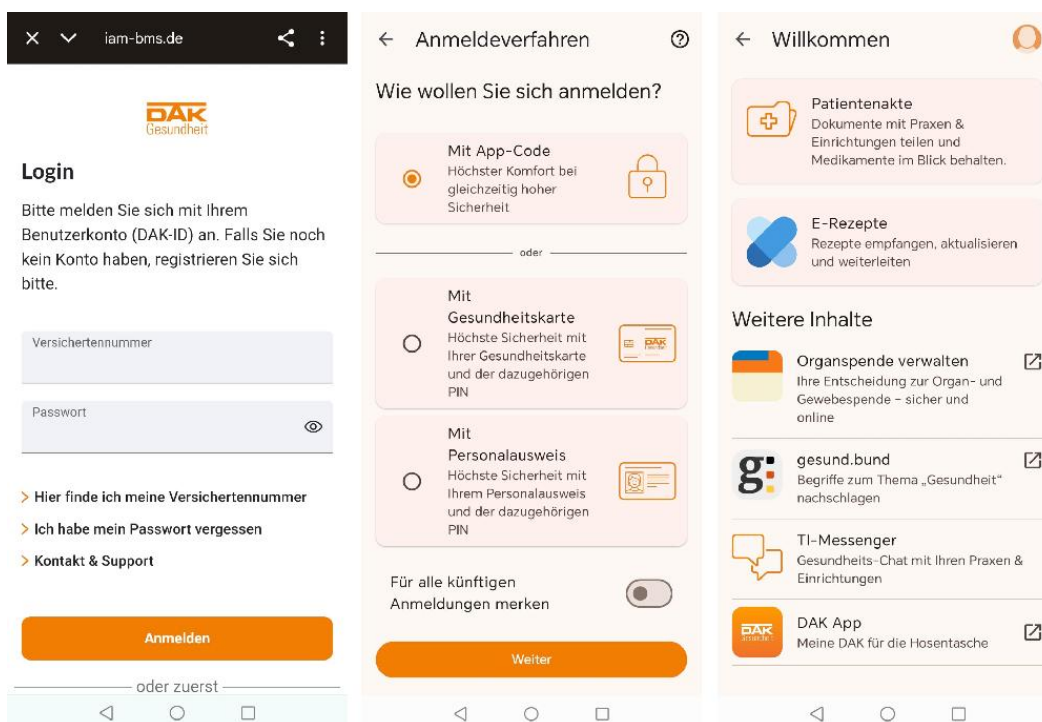 iam-bms.de
DAK
Gesundheit
Login
Bitte melden Sie sich mit Ihrem
Benutzerkonto (DAK-ID) an. Falls Sie noch
kein Konto haben, registrieren Sie sich
bitte.
Versichertennummer
Passwort
> Hier finde ich meine Versichertennummer
> Ich habe mein Passwort vergessen
> Kontakt & Support
Anmelden
oder zuerst
Anmeldeverfahren
Wie wollen Sie sich anmelden?
Mit App-Code
Höchster Komfort bei
gleichzeitig hoher
Sicherheit
oder
Mit
Gesundheitskarte
Höchste Sicherheit mit
Ihrer Gesundheitskarte
und der dazugehörigen
PIN
DAK
Mit
Personalausweis
Höchste Sicherheit mit
Ihrem Personalausweis
und der dazugehörigen
PIN
Für alle künftigen
Anmeldungen merken
Weiter
Willkommen
Patientenakte
Dokumente mit Praxen &
Einrichtungen teilen und
Medikamente im Blick behalten.
E-Rezepte
Rezepte empfangen, aktualisieren
und weiterleiten
Weitere Inhalte
Organspende verwalten
Ihre Entscheidung zur Organ- und
Gewebespende – sicher und
online
g:
gesund.bund
Begriffe zum Thema „Gesundheit"
nachschlagen
TI-Messenger
Gesundheits-Chat mit Ihren Praxen &
Einrichtungen
DAK
DAK App
Meine DAK für die Hosentasche